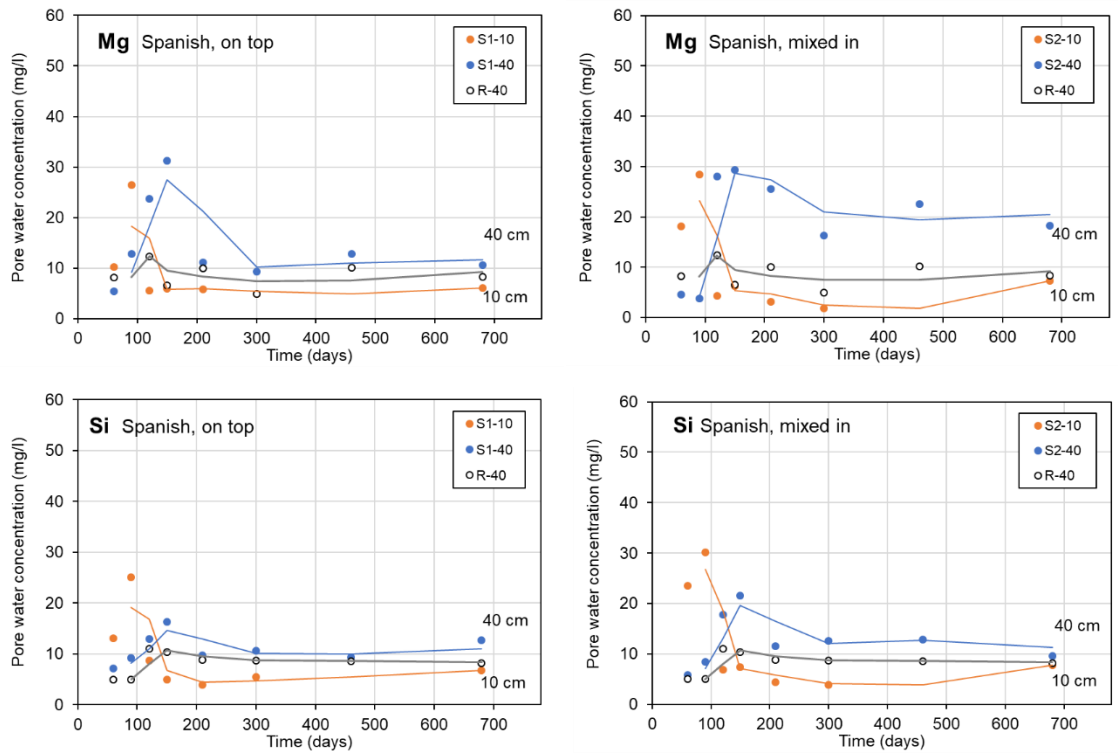 Mg Spanish, on top
S1-10
S1-40
R-40
Pore water concentration (mg/l)
60
50
40
30
20
10
0
0 100 200 300 400 500 600 700
Time (days)
40 cm
10 cm
Mg Spanish, mixed in
S2-10
S2-40
R-40
Pore water concentration (mg/l)
60
50
40
30
20
10
0
0 100 200 300 400 500 600 700
Time (days)
40 cm
10 cm
Si Spanish, on top
S1-10
S1-40
R-40
Pore water concentration (mg/l)
60
50
40
30
20
10
0
0 100 200 300 400 500 600 700
Time (days)
40 cm
10 cm
Si Spanish, mixed in
S2-10
S2-40
R-40
Pore water concentration (mg/l)
60
50
40
30
20
10
0
0 100 200 300 400 500 600 700
Time (days)
40 cm
10 cm